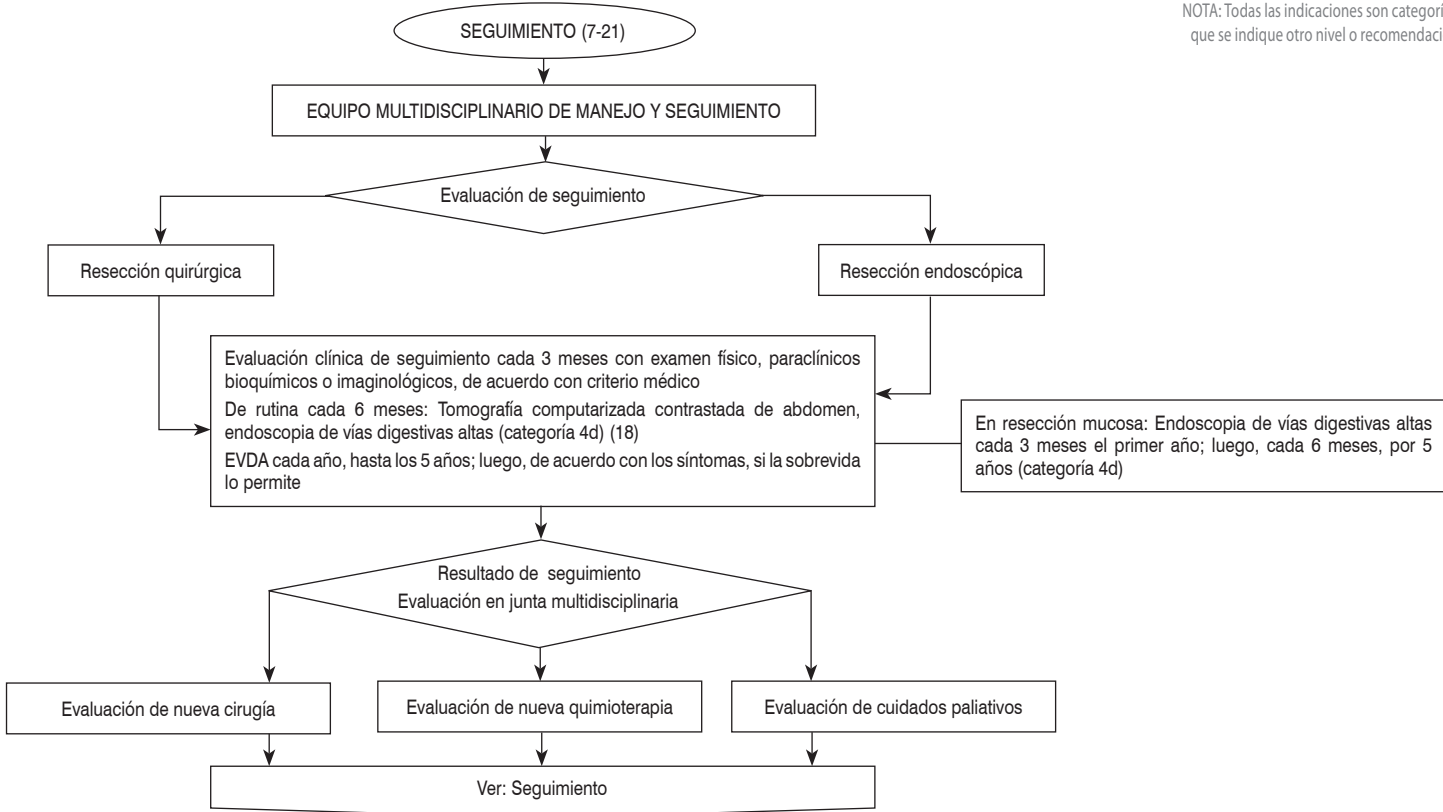 NOTA: Todas las indicaciones son categorí
que se indique otro nivel o recomendaci
SEGUIMIENTO (7-21)
EQUIPO MULTIDISCIPLINARIO DE MANEJO Y SEGUIMIENTO
Evaluación de seguimiento
Resección quirúrgica
Resección endoscópica
Evaluación clínica de seguimiento cada 3 meses con examen físico, paraclínicos
bioquímicos o imaginológicos, de acuerdo con criterio médico
De rutina cada 6 meses: Tomografía computarizada contrastada de abdomen,
endoscopia de vías digestivas altas (categoría 4d) (18)
EVDA cada año, hasta los 5 años; luego, de acuerdo con los síntomas, si la sobrevida
lo permite
En resección mucosa: Endoscopia de vías digestivas altas
cada 3 meses el primer año; luego, cada 6 meses, por 5
años (categoría 4d)
Resultado de seguimiento
Evaluación en junta multidisciplinaria
Evaluación de nueva cirugía
Evaluación de nueva quimioterapia
Evaluación de cuidados paliativos
Ver: Seguimiento